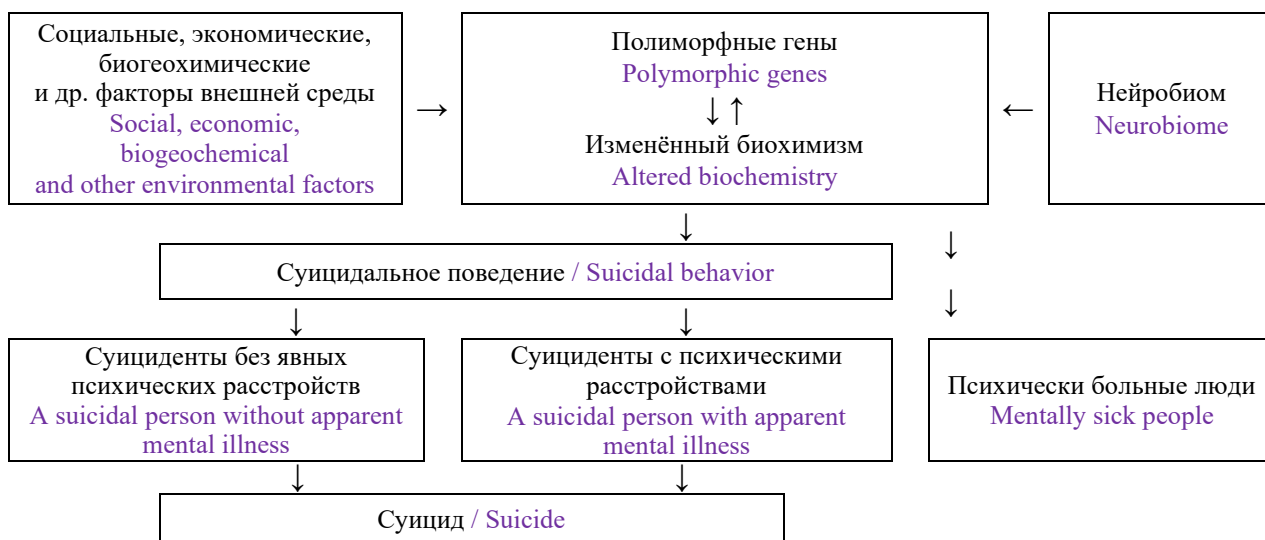 Социальные, экономические,
биогеохимические
и др. факторы внешней среды
Social, economic,
biogeochemical
and other environmental factors
→
Полиморфные гены
Polymorphic genes
↓↑
Изменённый биохимизм
Altered biochemistry
←
Нейробиом
Neurobiome
↓
↓
Суицидальное поведение / Suicidal behavior
↓
↓
↓
Суициденты без явных
психических расстройств
A suicidal person without apparent
mental illness
Суициденты с психическими
расстройствами
A suicidal person with apparent
mental illness
Психически больные люди
Mentally sick people
↓
↓
Суицид / Suicide